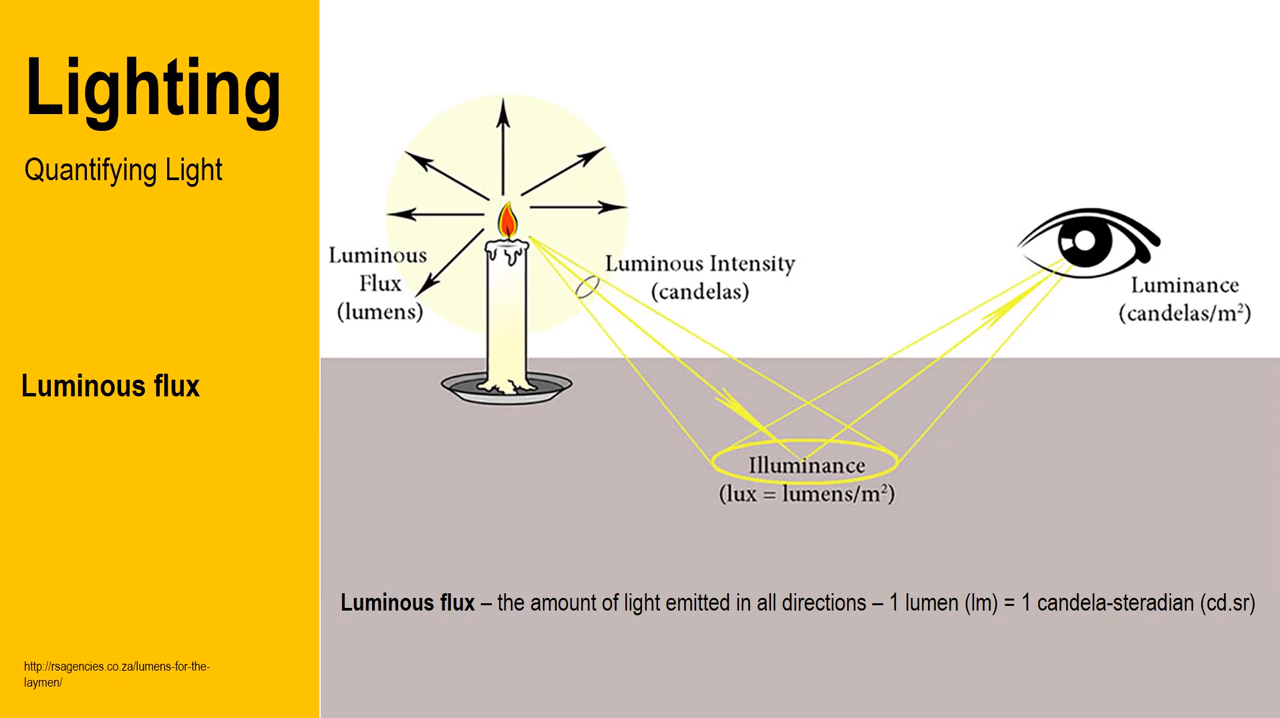 Lighting
Quantifying Light
Luminous flux
http://rsagencies.co.za/lumens-for-the-
laymen/
Luminous
Flux
(lumens)
Luminous Intensity
(candelas)
Luminance
(candelas/m²)
Illuminance
(lux = lumens/m²)
Luminous flux – the amount of light emitted in all directions – 1 lumen (lm) = 1 candela-steradian (cd.sr)